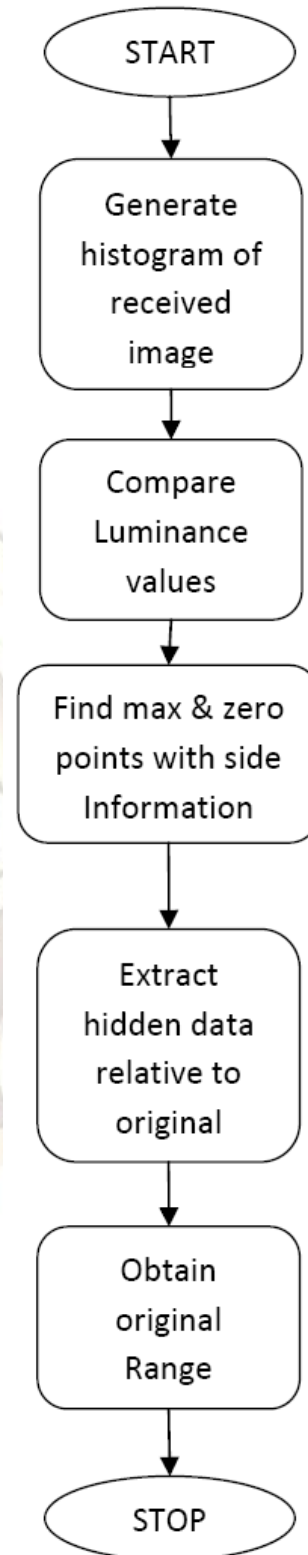 START
Generate
histogram of
received
image
Compare
Luminance
values
Find max & zero
points with side
Information
Extract
hidden data
relative to
original
Obtain
original
Range
STOP